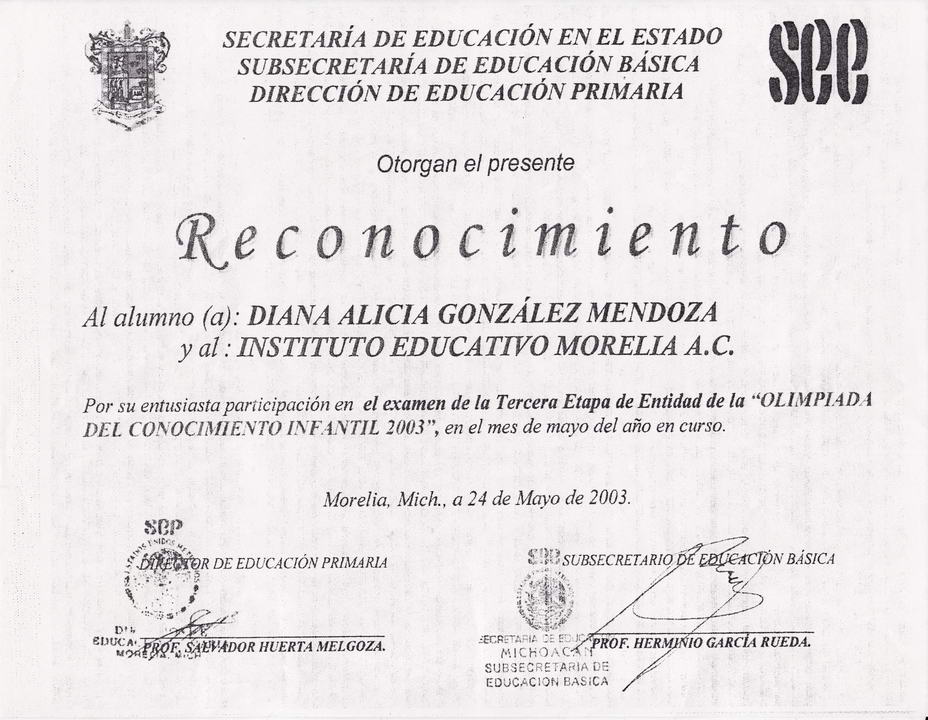 SECRETARÍA DE EDUCACIÓN EN EL ESTADO
SUBSECRETARÍA DE EDUCACIÓN BÁSICA
DIRECCIÓN DE EDUCACIÓN PRIMARIA
see
Otorgan el presente
Reconocimiento
Al alumno (a): DIANA ALICIA GONZÁLEZ MENDOZA
y al : INSTITUTO EDUCATIVO MORELIA A.C.
Por su entusiasta participación en el examen de la Tercera Etapa de Entidad de la “OLIMPIADA
DEL CONOCIMIENTO INFANTIL 2003”, en el mes de mayo del año en curso.
Morelia, Mich., a 24 de Mayo de 2003.
SEP
DIRECTOR DE EDUCACIÓN PRIMARIA
PROF. SALVADOR HUERTA MELGOZA.
SUBSECRETARIO DE EDUCACIÓN BÁSICA
PROF. HERMINIO GARCÍA RUEDA.
SECRETARIA DE
MICHOACAN
SUBSECRETARIA DE
EDUCACION BASICA